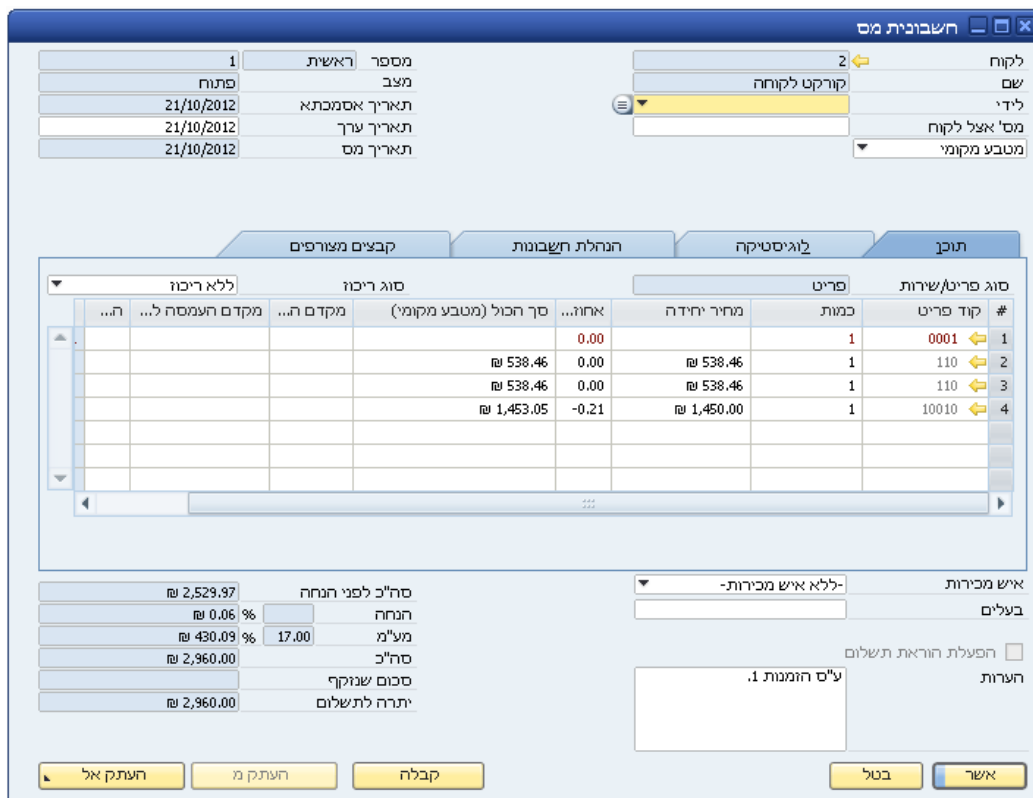 חשבונית מס
לקוח 2
שם קורקט לקוחה
לידי
מס' אצל לקוח
מטבע מקומי
מספר ראשית 1
מצב פתוח
תאריך אסמכתא 21/10/2012
תאריך ערך 21/10/2012
תאריך מס 21/10/2012
תוכן לוגיסטיקה הנהלת חשבונות קבצים מצורפים
סוג פריט/שירות פריט סוג ריכוז ללא ריכוז
# קוד פריט כמות מחיר יחידה אחוז... סך הכול (מטבע מקומי) מקדם ה... מקדם העמסה ל... ה...
1 0001 1 0.00
2 110 1 ₪ 538.46 0.00 ₪ 538.46
3 110 1 ₪ 538.46 0.00 ₪ 538.46
4 10010 1 ₪ 1,450.00 -0.21 ₪ 1,453.05
איש מכירות -ללא איש מכירות-
בעלים
הפעלת הוראת תשלום
הערות ע"ס הזמנות 1.
סה"כ לפני הנחה ₪ 2,529.97
הנחה % ₪ 0.06
מע"מ 17.00 % ₪ 430.09
סה"כ ₪ 2,960.00
סכום שנזקף
יתרה לתשלום ₪ 2,960.00
אשר בטל קבלה העתק מ העתק אל